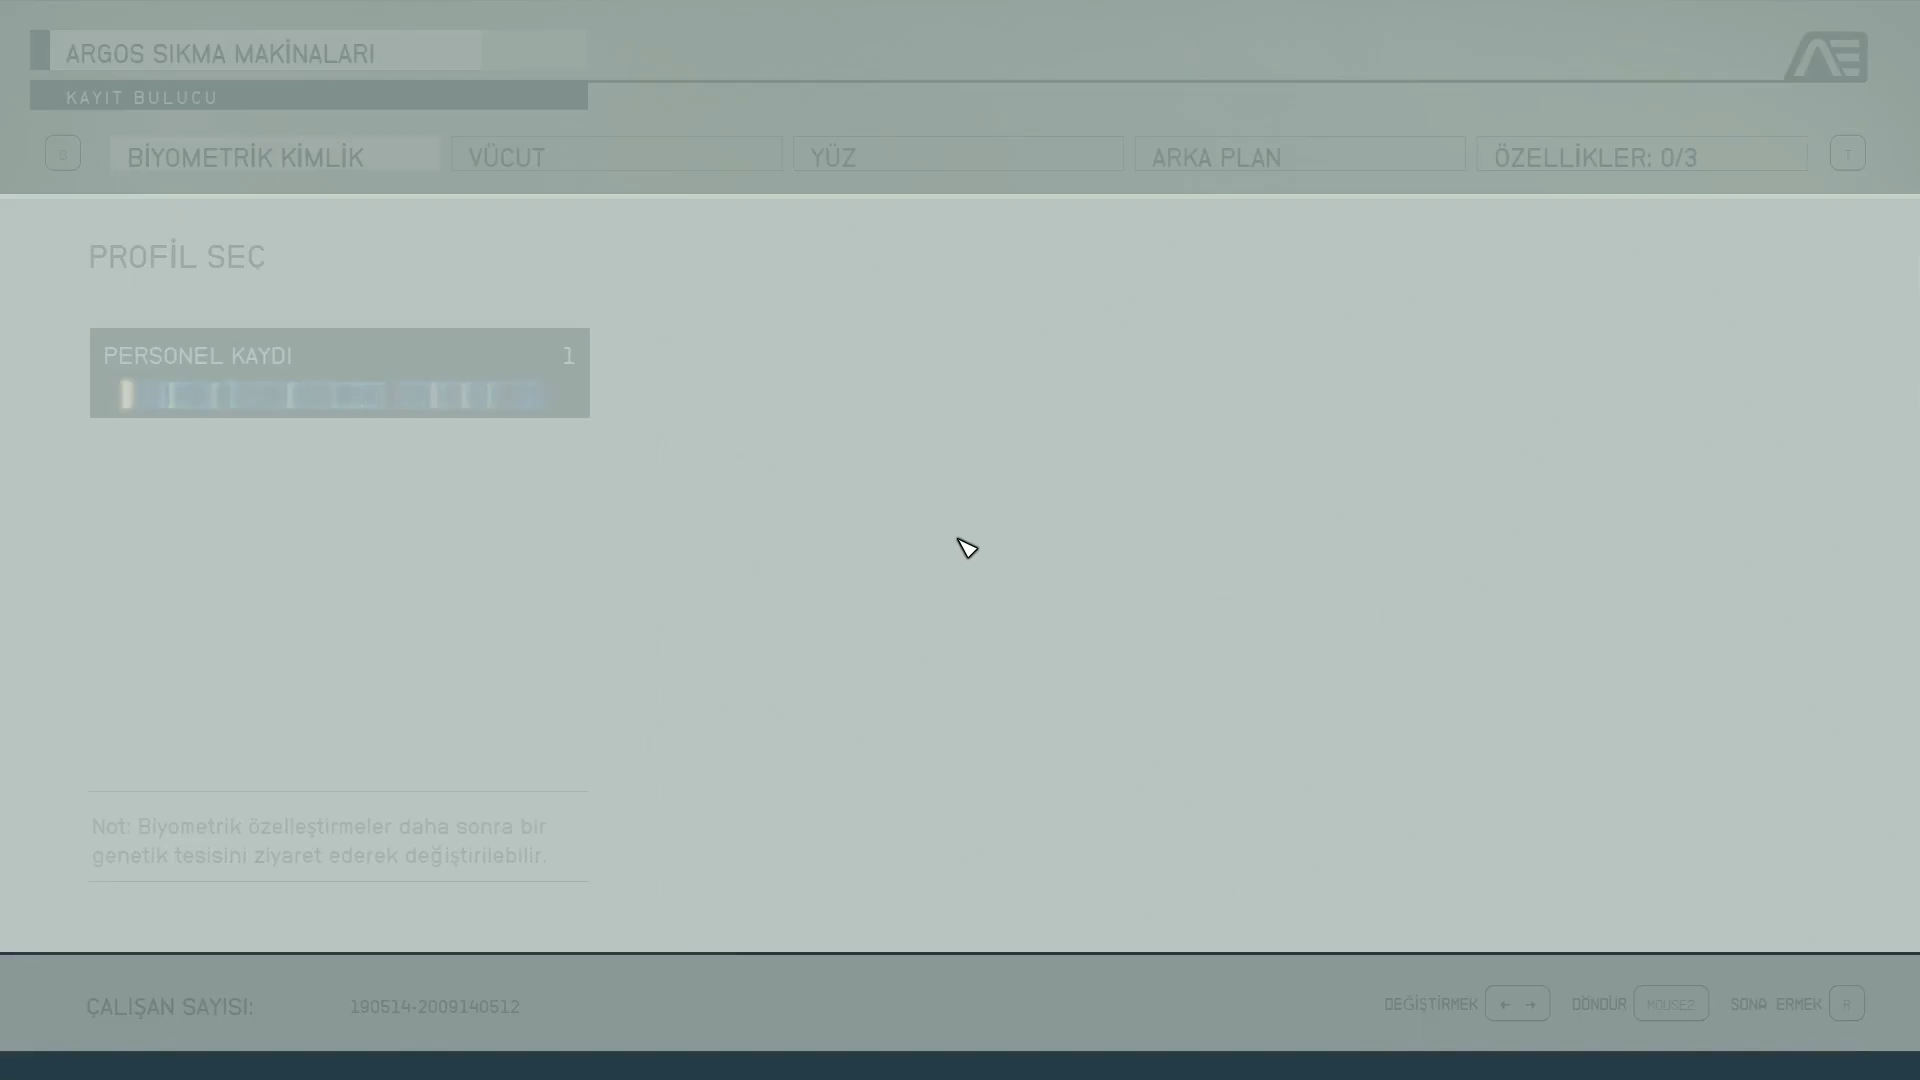 ARGOS SIKMA MAKİNALARI
KAYIT BULUCU
BİYOMETRİK KİMLİK
VÜCUT
YÜZ
ARKA PLAN
ÖZELLİKLER: 0/3
T
PROFİL SEÇ
PERSONEL KAYDI 1
Not: Biyometrik özelleştirmeler daha sonra bir
genetik tesisini ziyaret ederek değiştirilebilir.
ÇALIŞAN SAYISI: 190514-2009140512
DEĞİŞTİRMEK ← →
DÖNDÜR MOUSE2
SONA ERMEK R